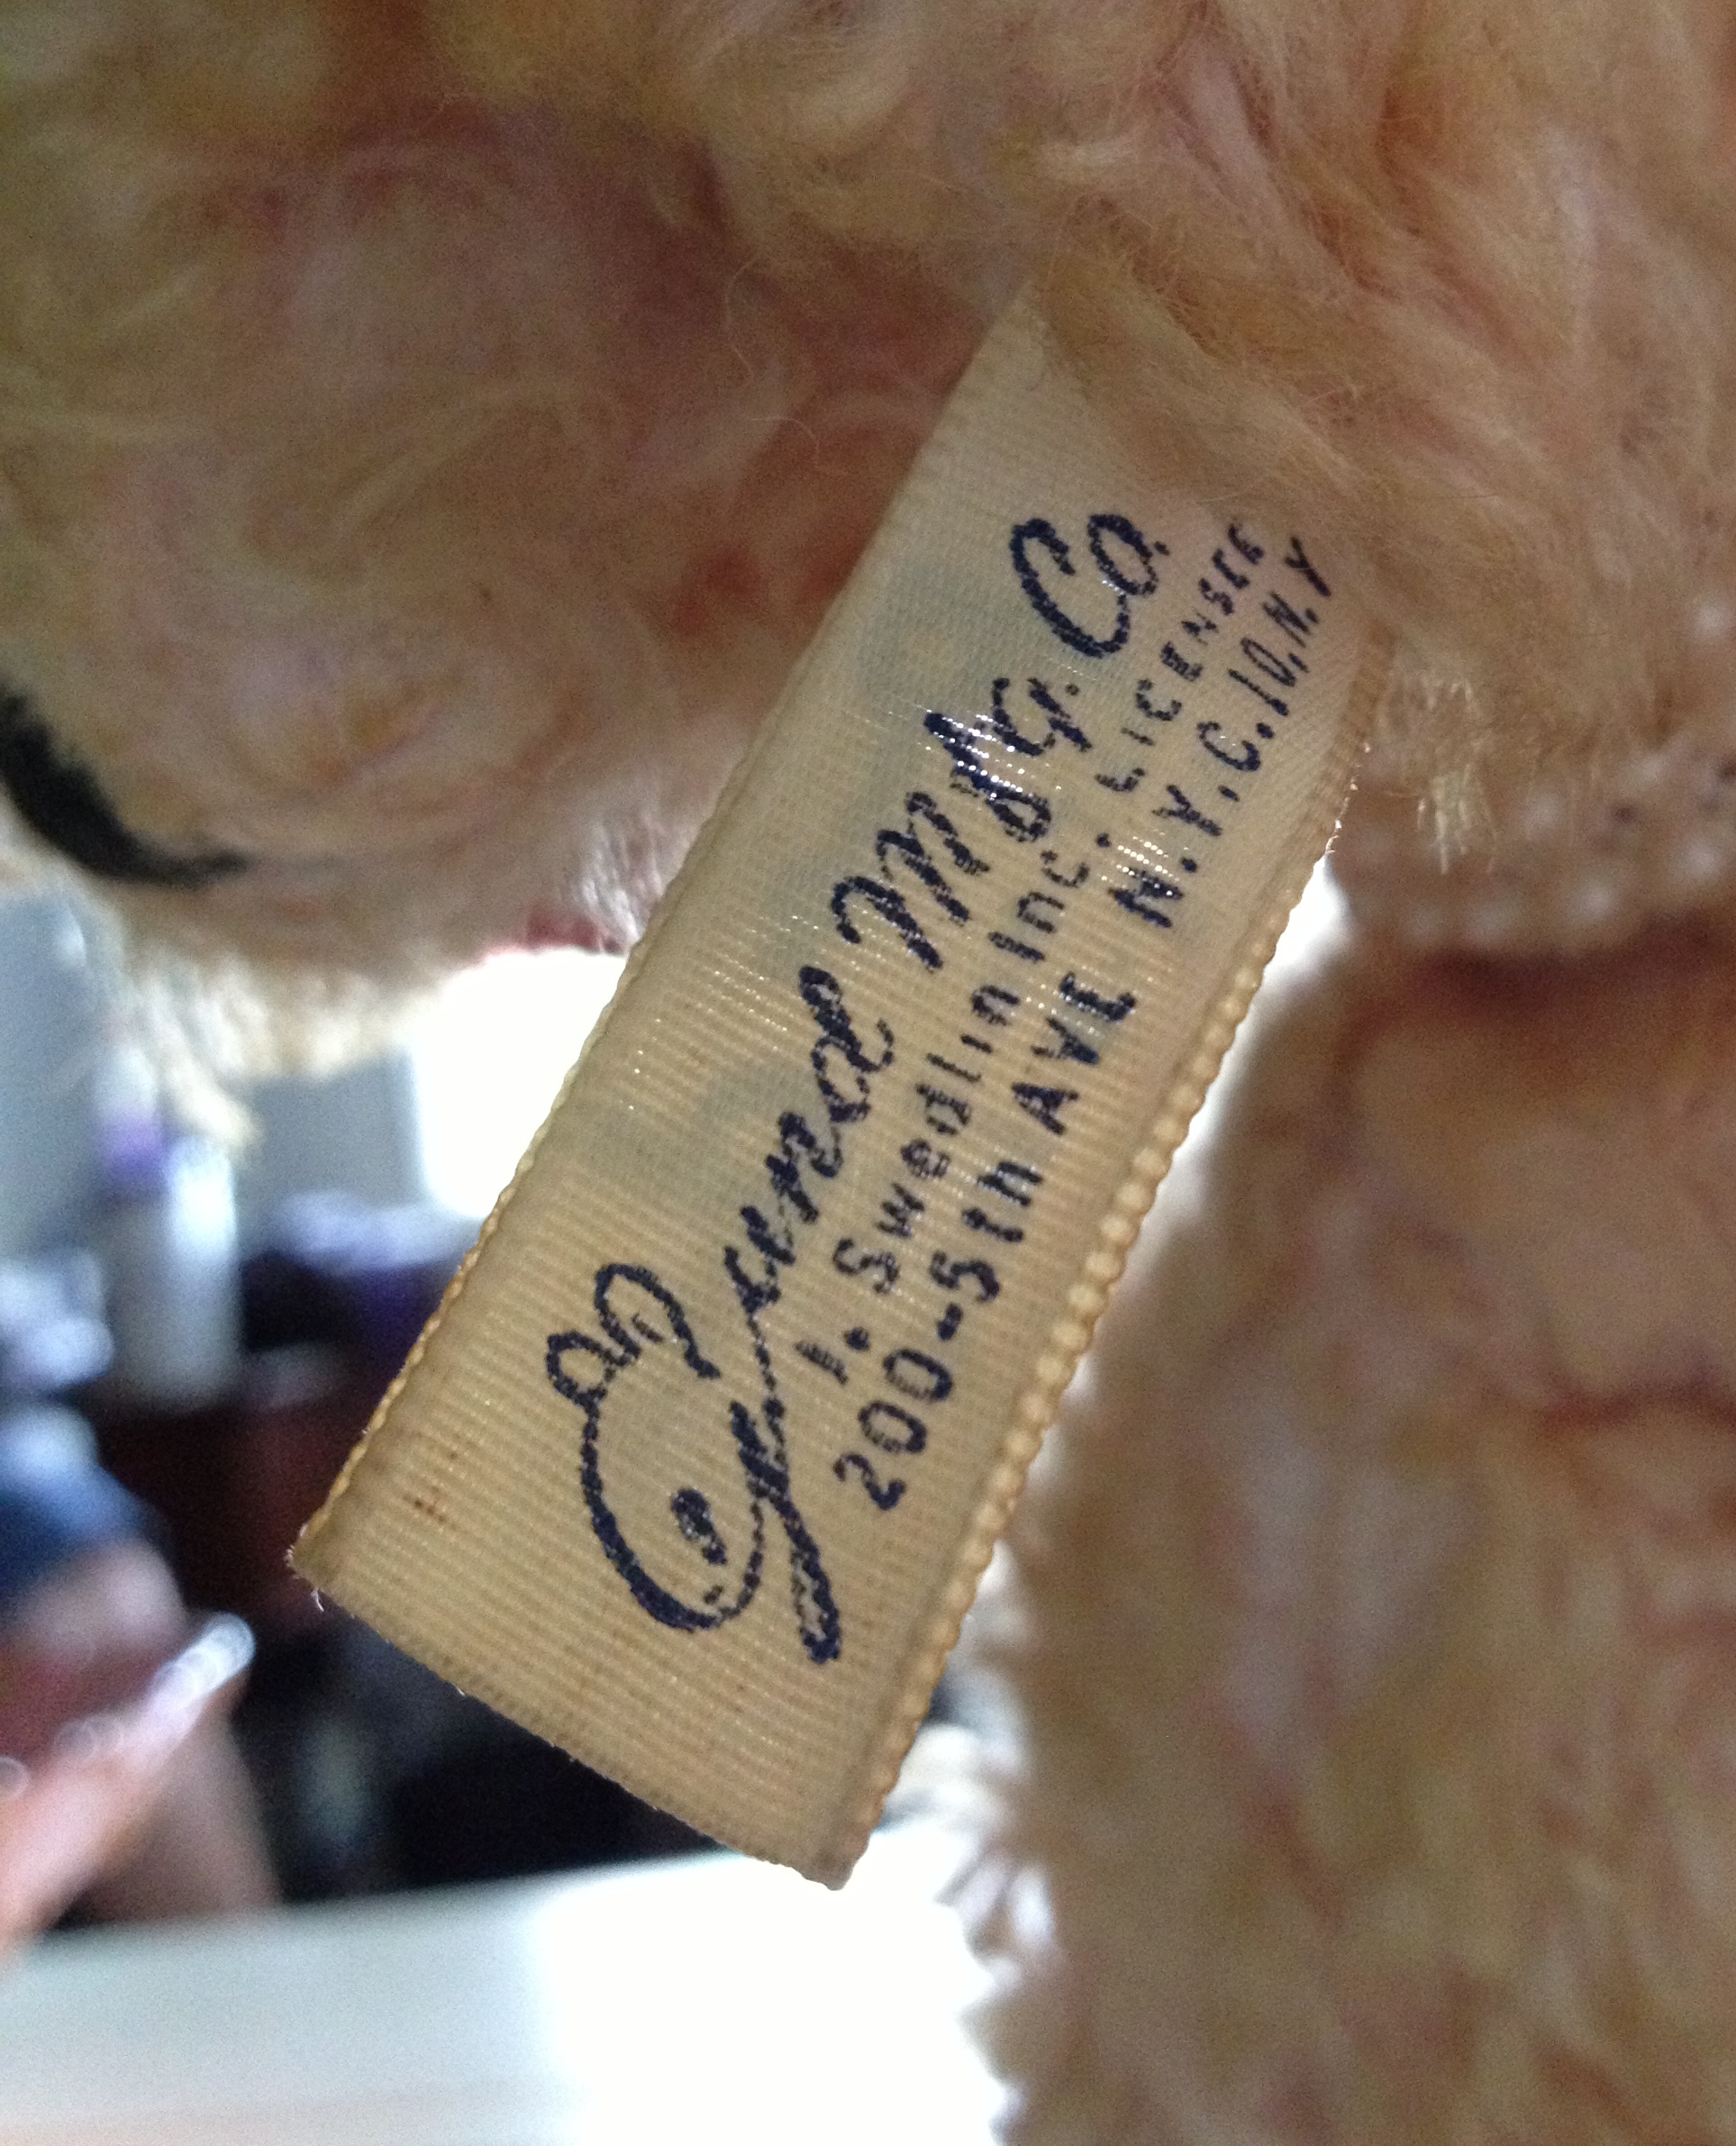 Gund Mfg. Co.
J. Swedlin Inc. LICENSEE
200-5th AVE N.Y.C.10,N.Y